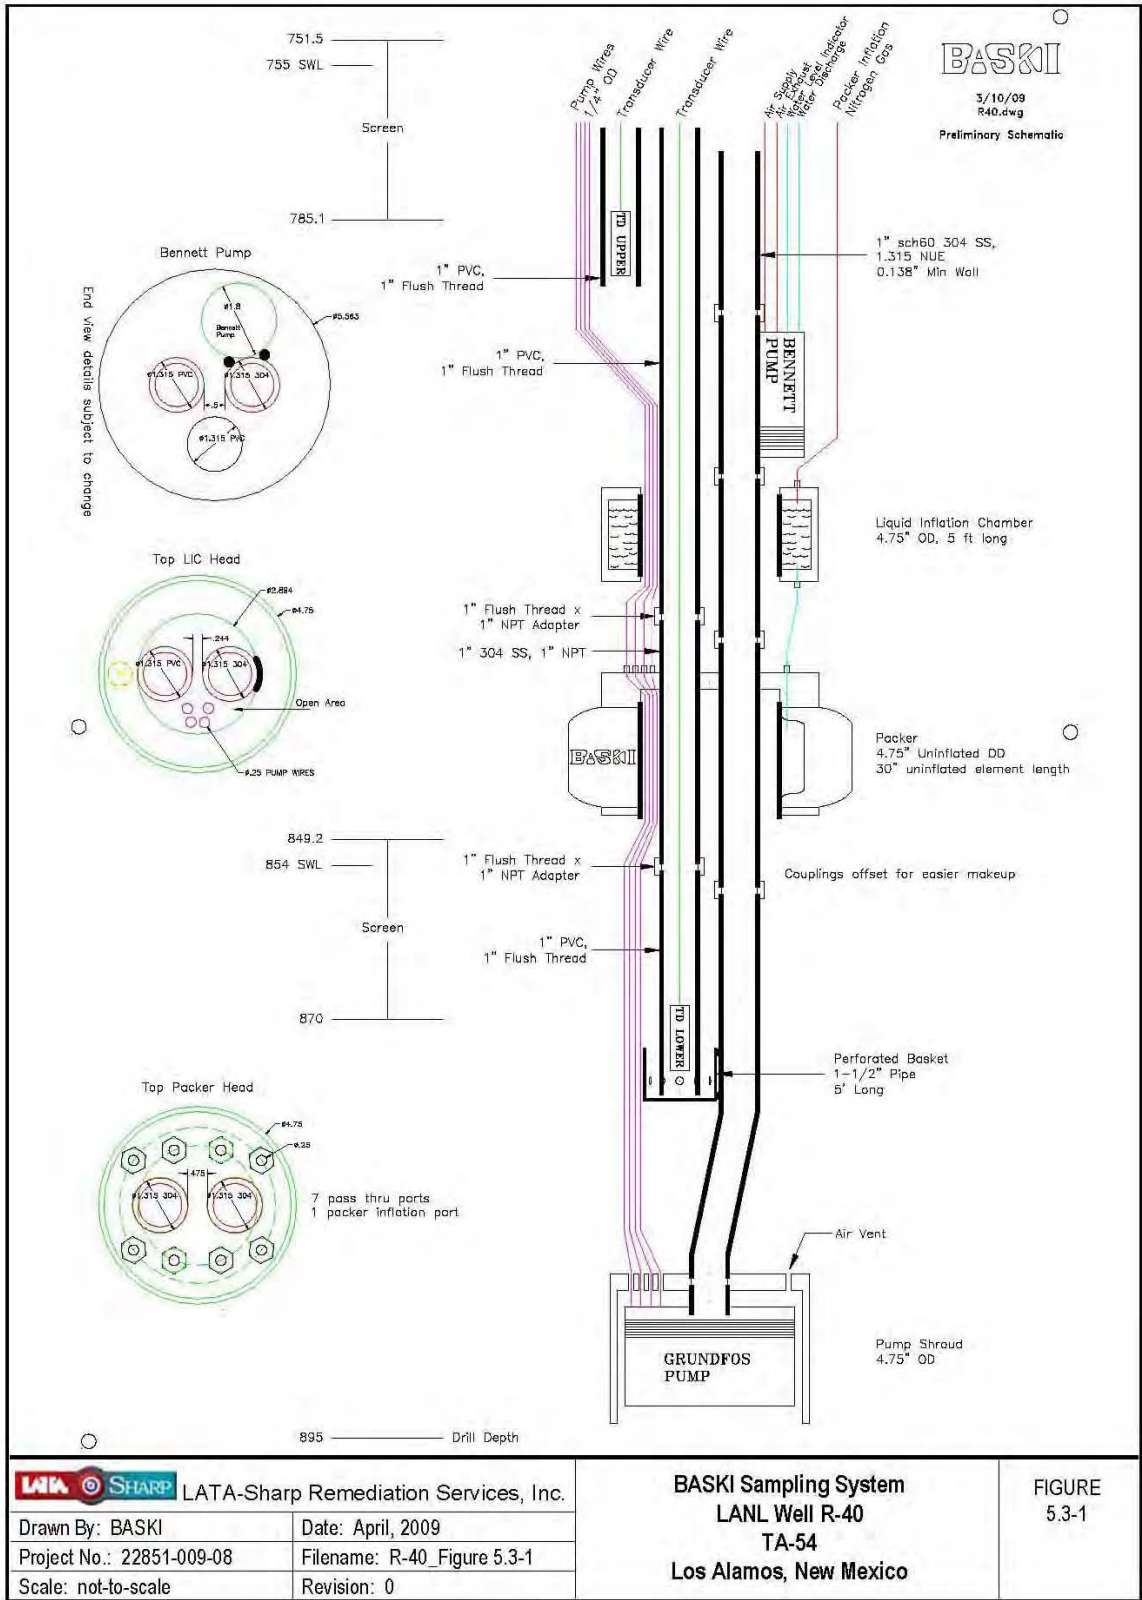 751.5
755 SWL
Screen
785.1
Pump Wires
1/4" OD
Transducer Wire
Transducer Wire
Air Supply
Air Exhaust
Water Level Indicator
Water Discharge
Packer Inflation
Nitrogen Gas
BASKI
3/10/09
R40.dwg
Preliminary Schematic
TD UPPER
1" PVC,
1" Flush Thread
1" sch60 304 SS,
1.315 NUE
0.138" Min Wall
Bennett Pump
End view details subject to change
ø1.8
Bennett
Pump
ø5.563
ø1.315 PVC
ø1.315 304
.5
ø1.315 PVC
1" PVC,
1" Flush Thread
BENNETT
PUMP
Liquid Inflation Chamber
4.75" OD, 5 ft long
Top LIC Head
ø2.894
ø4.75
.244
ø1.315 PVC
ø1.315 304
Open Area
ø.25 PUMP WIRES
1" Flush Thread x
1" NPT Adapter
1" 304 SS, 1" NPT
BASKI
Packer
4.75" Uninflated OD
30" uninflated element length
849.2
854 SWL
Screen
870
1" Flush Thread x
1" NPT Adapter
Couplings offset for easier makeup
1" PVC,
1" Flush Thread
TD LOWER
Perforated Basket
1-1/2" Pipe
5' Long
Top Packer Head
ø4.75
ø.25
.475
ø1.315 304
ø1.315 304
7 pass thru ports
1 packer inflation port
Air Vent
GRUNDFOS
PUMP
Pump Shroud
4.75" OD
895
Drill Depth
LATA SHARP
LATA-Sharp Remediation Services, Inc.
Drawn By: BASKI
Date: April, 2009
Project No.: 22851-009-08
Filename: R-40_Figure 5.3-1
Scale: not-to-scale
Revision: 0
BASKI Sampling System
LANL Well R-40
TA-54
Los Alamos, New Mexico
FIGURE
5.3-1